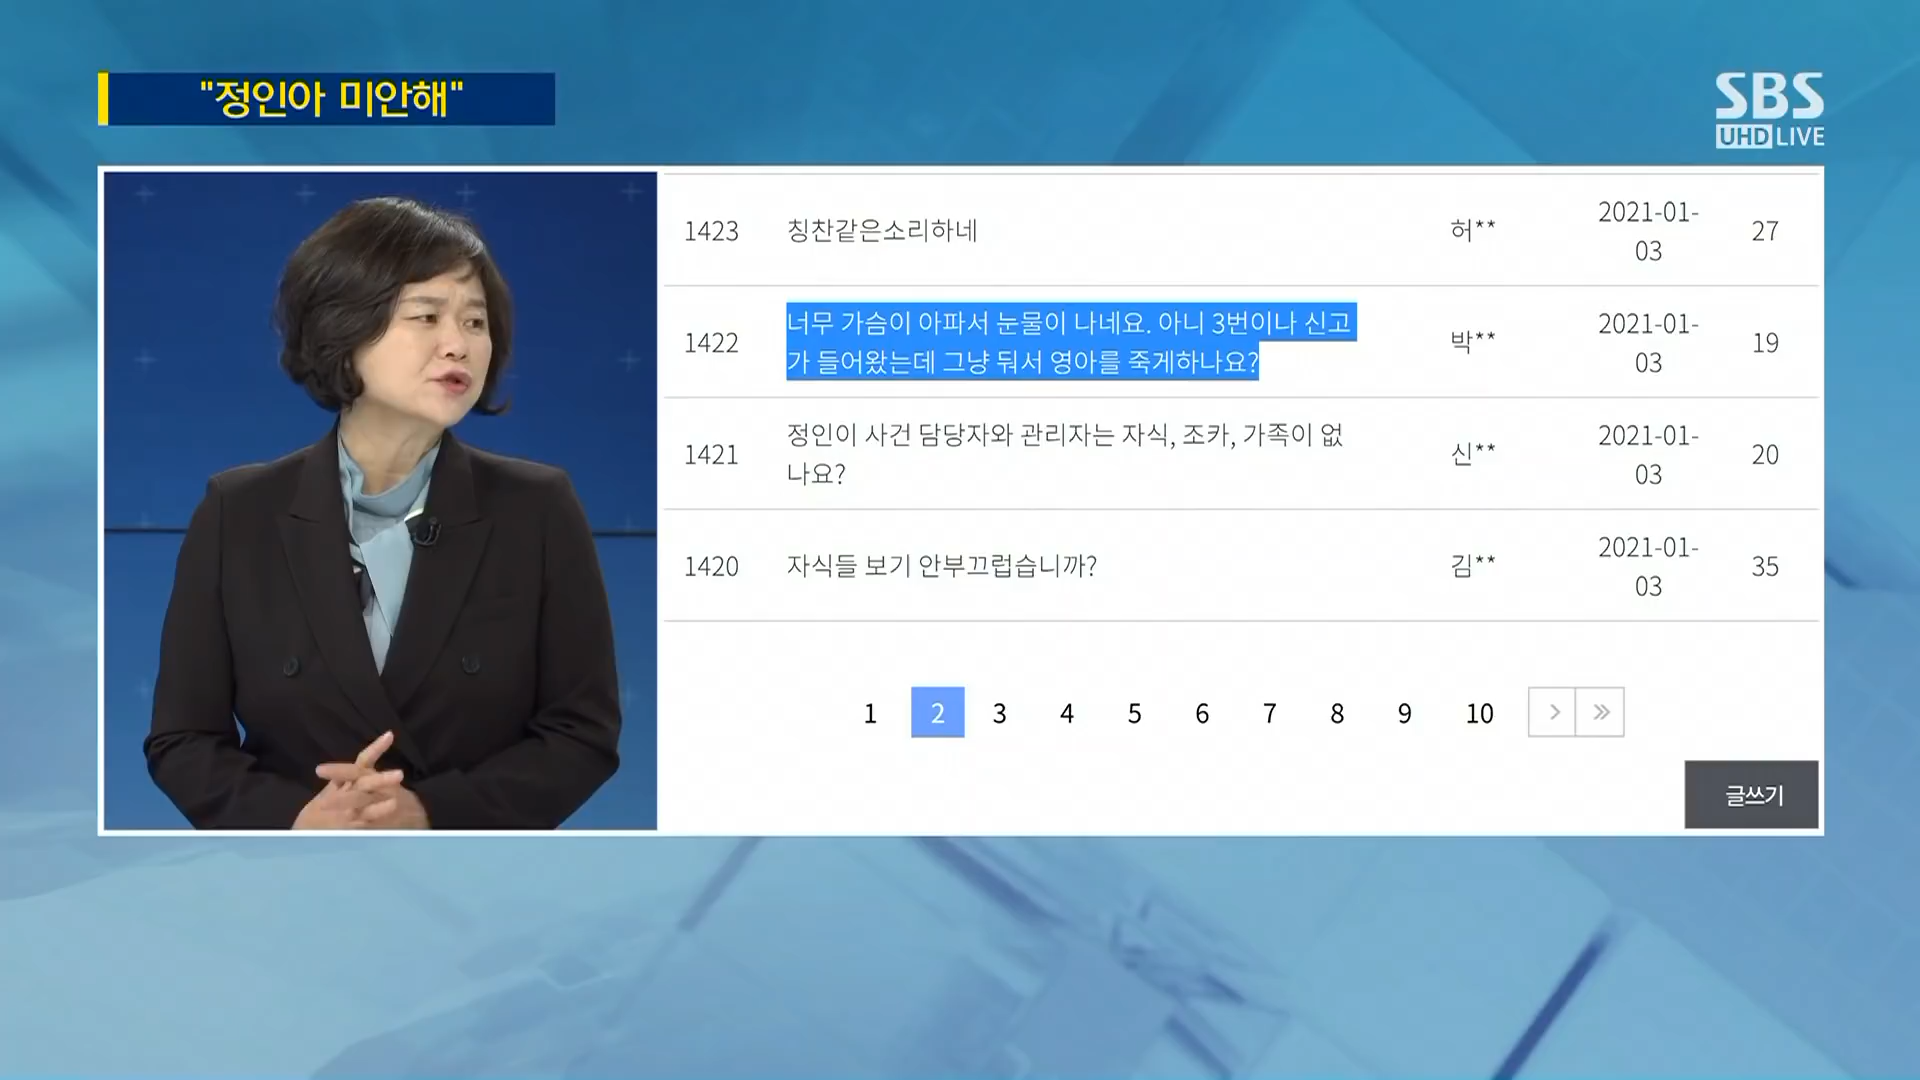 "정인아 미안해"
SBS
UHD LIVE
1423 칭찬같은소리하네 허** 2021-01-03 27
1422 너무 가슴이 아파서 눈물이 나네요. 아니 3번이나 신고
가 들어왔는데 그냥 둬서 영아를 죽게하나요? 박** 2021-01-03 19
1421 정인이 사건 담당자와 관리자는 자식, 조카, 가족이 없
나요? 신** 2021-01-03 20
1420 자식들 보기 안부끄럽습니까? 김** 2021-01-03 35
1 2 3 4 5 6 7 8 9 10 > »
글쓰기